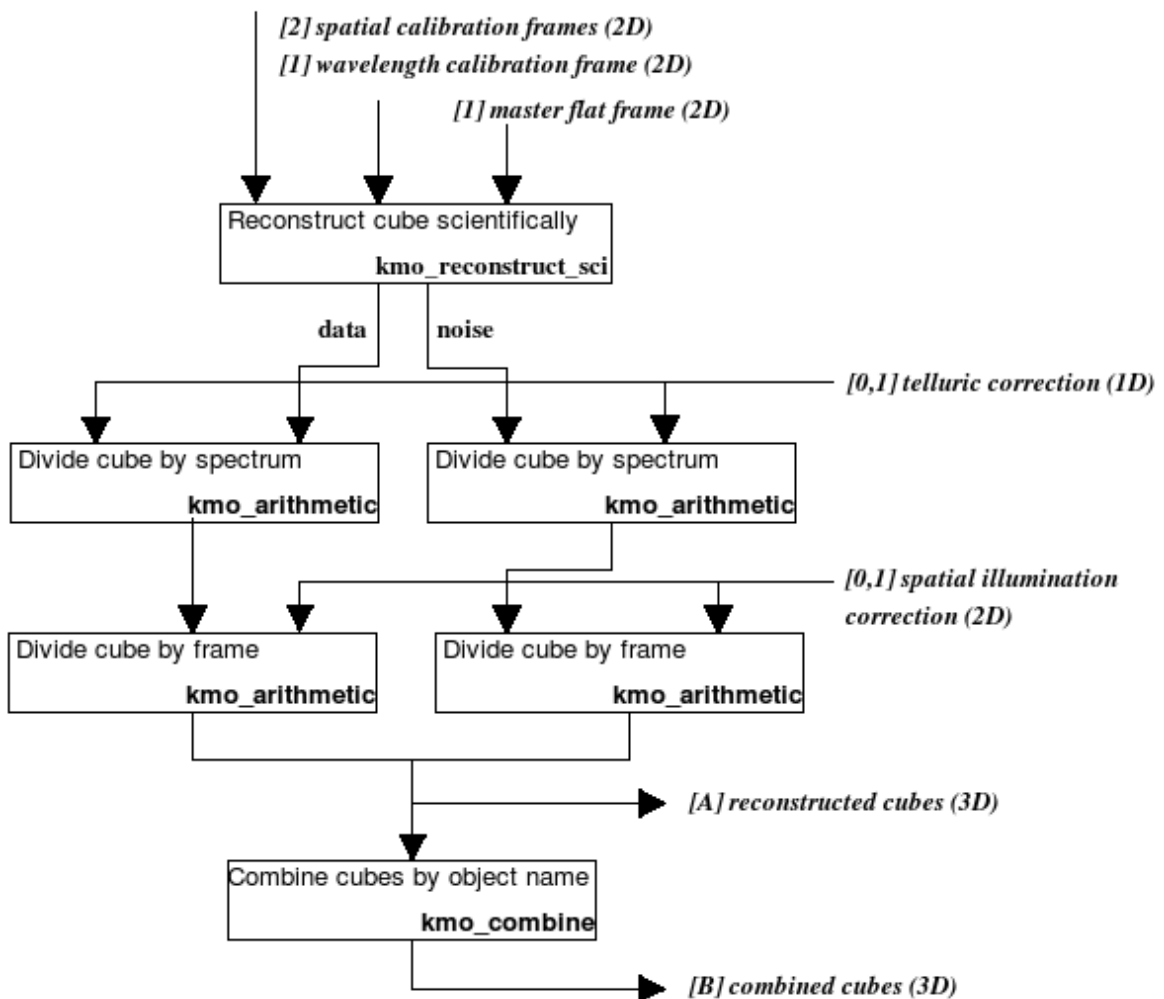 [2] spatial calibration frames (2D)
[1] wavelength calibration frame (2D)
[1] master flat frame (2D)
Reconstruct cube scientifically
kmo_reconstruct_sci
data
noise
[0,1] telluric correction (1D)
Divide cube by spectrum
kmo_arithmetic
Divide cube by spectrum
kmo_arithmetic
[0,1] spatial illumination
correction (2D)
Divide cube by frame
kmo_arithmetic
Divide cube by frame
kmo_arithmetic
[A] reconstructed cubes (3D)
Combine cubes by object name
kmo_combine
[B] combined cubes (3D)